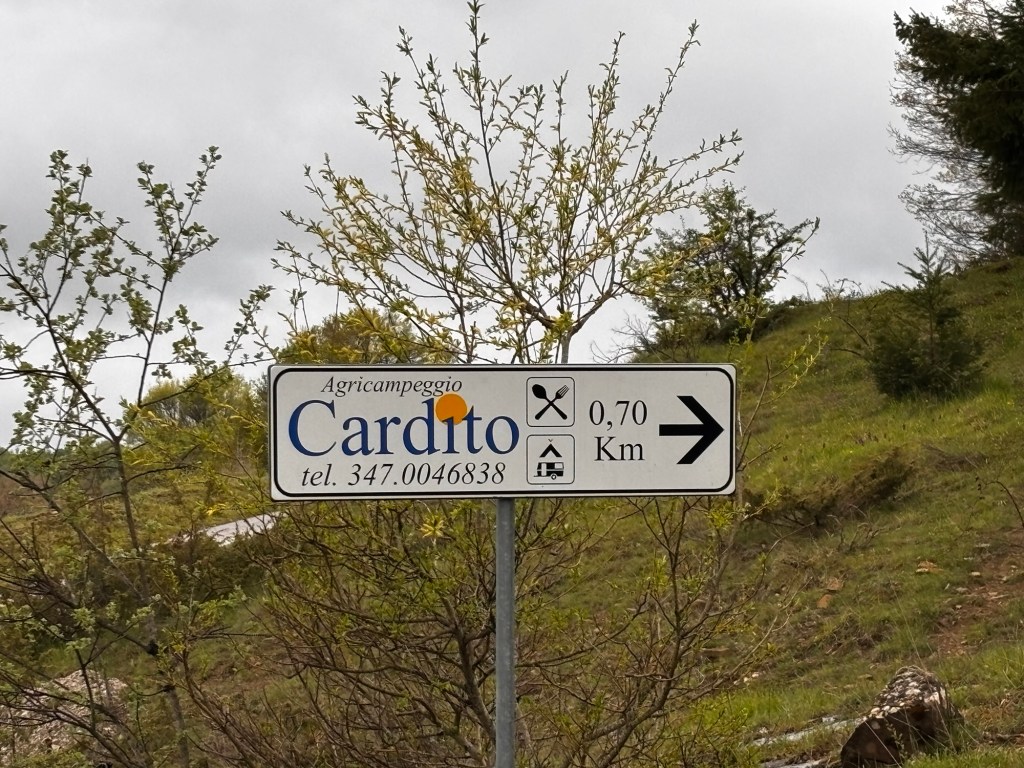 Agricampeggio
Cardito
tel. 347.0046838
0,70
Km